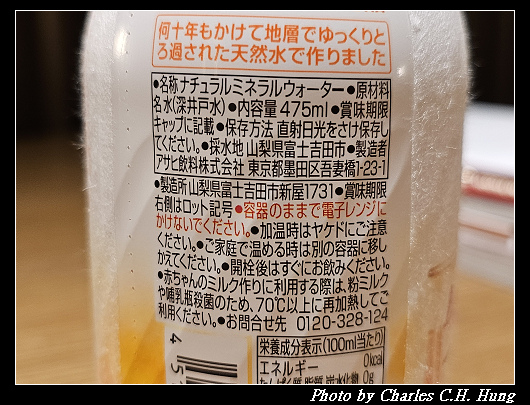 何十年もかけて地層でゆっくりと
ろ過された天然水で作りました
●名称 ナチュラルミネラルウォーター ●原材料
名 水(深井戸水) ●内容量 475ml ●賞味期限
キャップに記載 ●保存方法 直射日光をさけ保存し
てください。●採水地 山梨県富士吉田市 ●製造者
アサヒ飲料株式会社 東京都墨田区吾妻橋1-23-1
●製造所 山梨県富士吉田市新屋1731 ●賞味期限
右側はロット記号 ●容器のままで電子レンジに
かけないでください。●加温時はヤケドにご注意
ください。●ご家庭で温める時は別の容器に移し
かえてください。●開栓後はすぐにお飲みください。
●赤ちゃんのミルク作りに利用する際は、粉ミルク
や哺乳瓶殺菌のため、70℃以上に再加熱してご
利用ください。●お問合せ先 0120-328-124
栄養成分表示(100ml当たり)
エネルギー 0kcal
たんぱく質、脂質、炭水化物 0g
4 5
Photo by Charles C.H. Hung